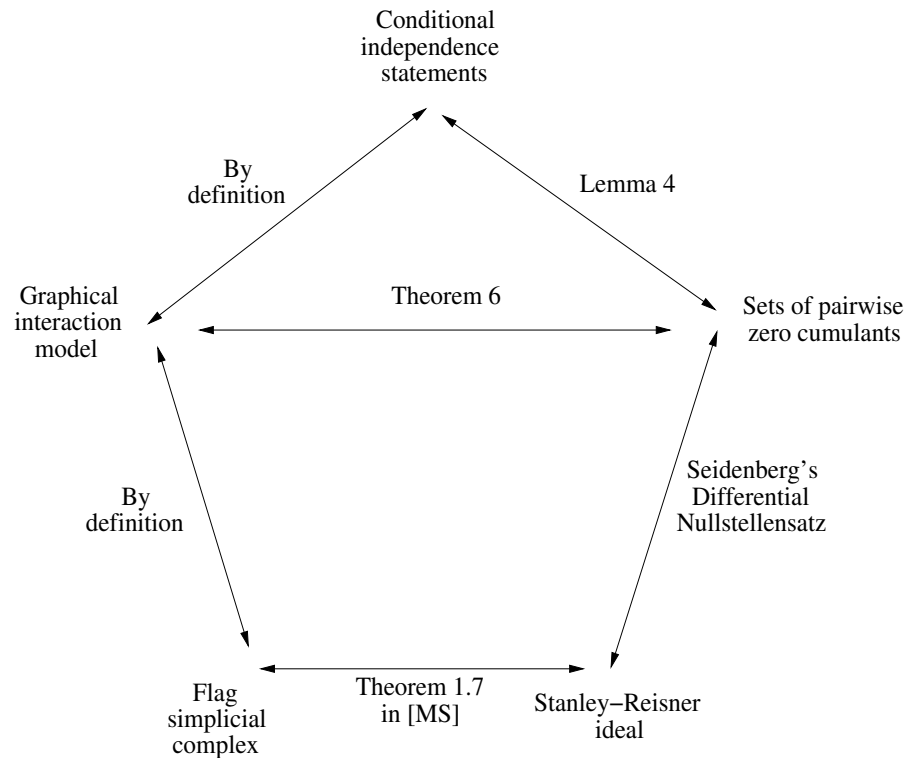 Conditional
independence
statements
By
definition
Lemma 4
Graphical
interaction
model
Theorem 6
Sets of pairwise
zero cumulants
By
definition
Seidenberg's
Differential
Nullstellensatz
Flag
simplicial
complex
Theorem 1.7
in [MS]
Stanley−Reisner
ideal